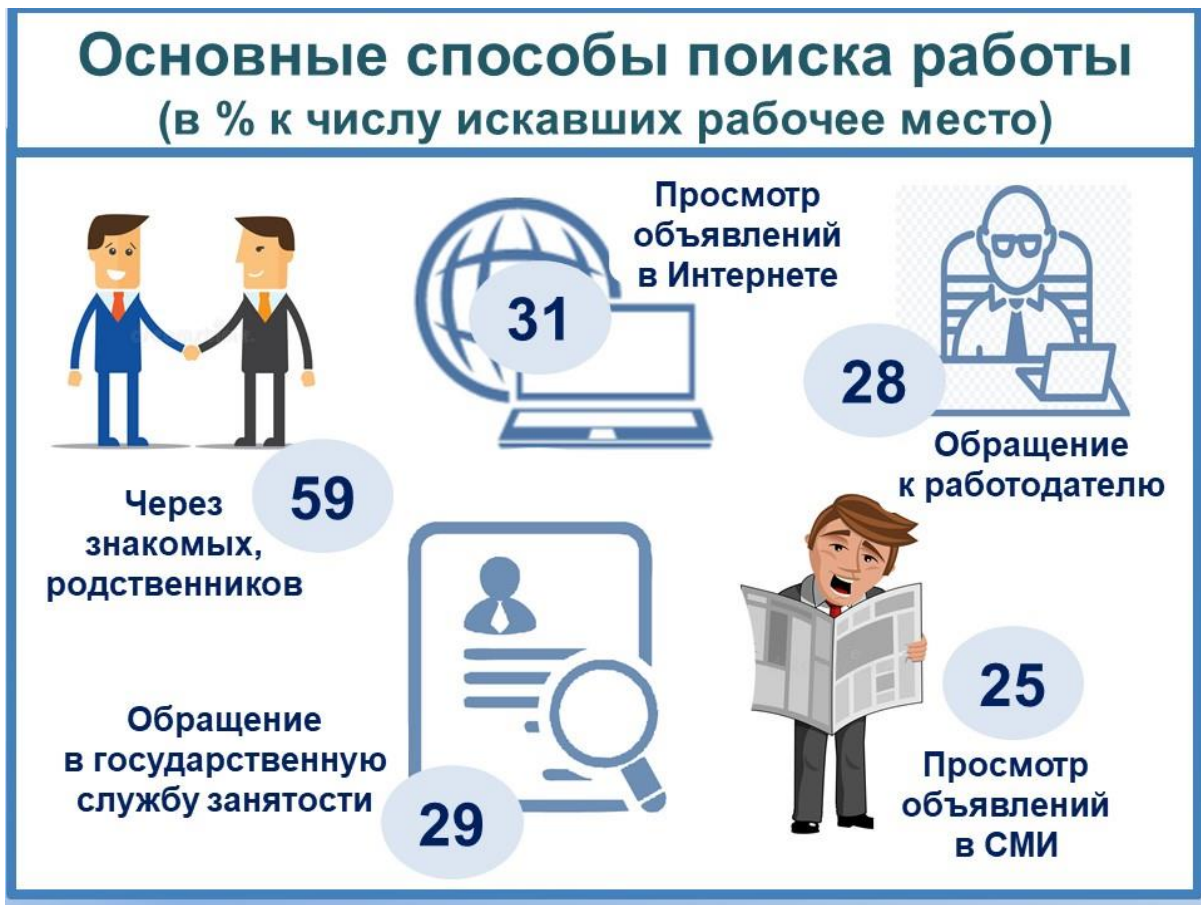 Основные способы поиска работы
(в % к числу искавших рабочее место)
59
Через
знакомых,
родственников
31
Просмотр
объявлений
в Интернете
28
Обращение
к работодателю
Обращение
в государственную
службу занятости
29
25
Просмотр
объявлений
в СМИ